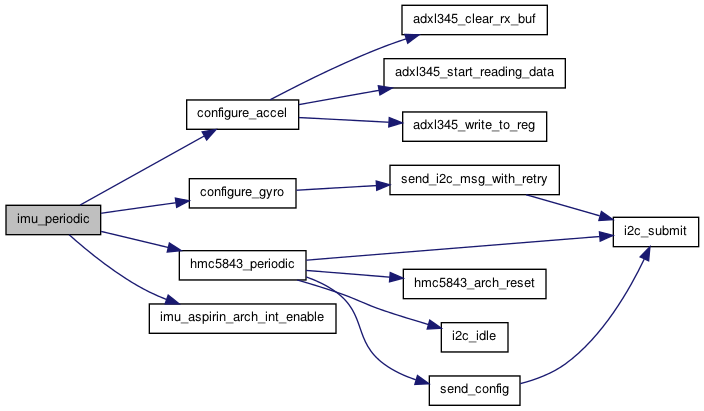 adxl345_clear_rx_buf
adxl345_start_reading_data
configure_accel
adxl345_write_to_reg
send_i2c_msg_with_retry
configure_gyro
imu_periodic
i2c_submit
hmc5843_periodic
hmc5843_arch_reset
imu_aspirin_arch_int_enable
i2c_idle
send_config